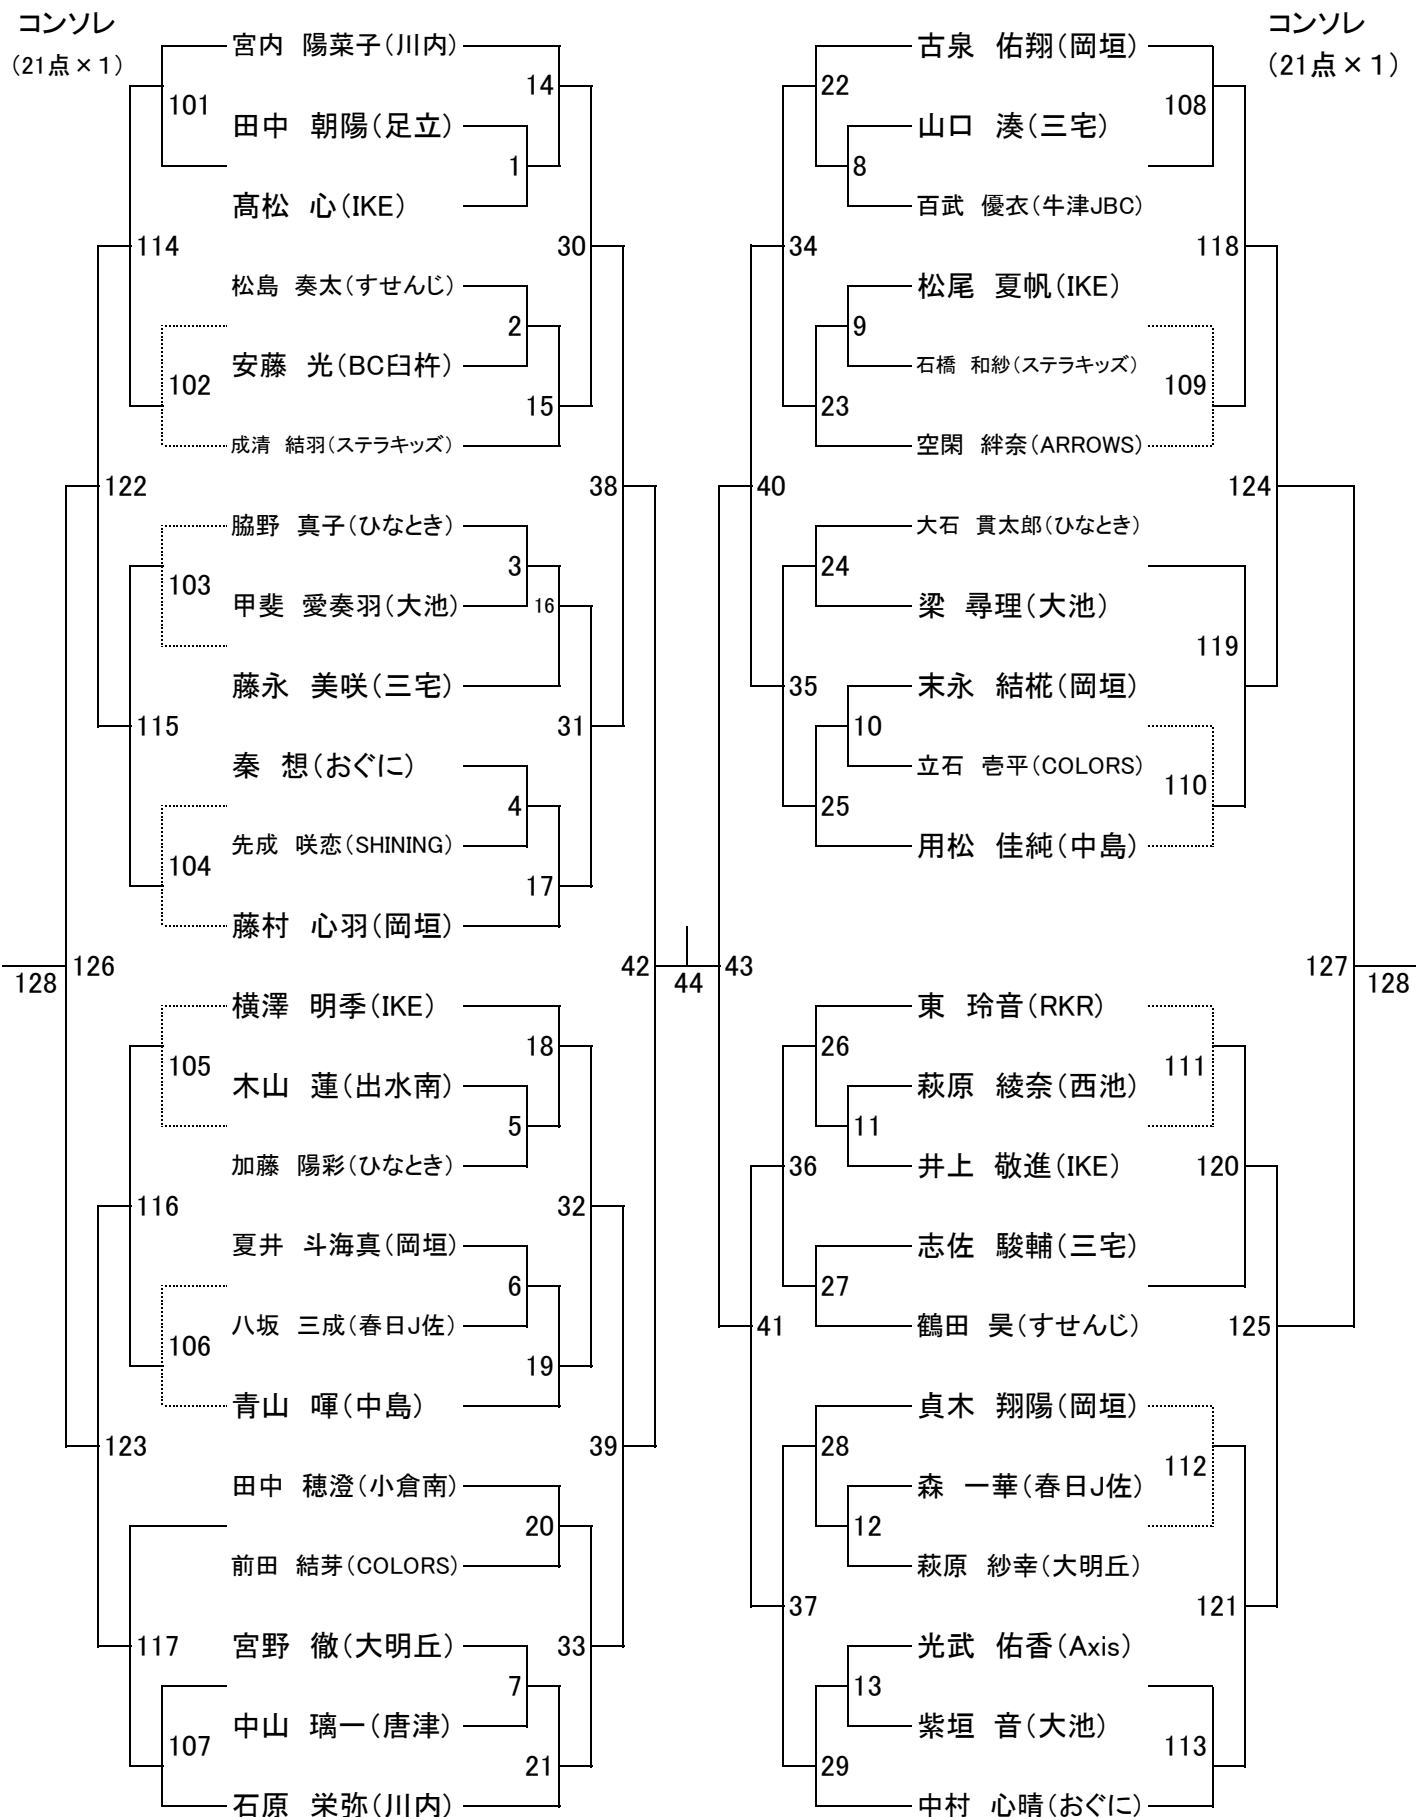 コンソレ
(21点×1)
コンソレ
(21点×1)
宮内 陽菜子(川内)
14
101
田中 朝陽(足立)
1
髙松 心(IKE)
114
30
松島 奏太(すせんじ)
2
安藤 光(BC臼杵)
102
15
成清 結羽(ステラキッズ)
122
38
脇野 真子(ひなとき)
3
103
甲斐 愛奏羽(大池)
16
藤永 美咲(三宅)
115
31
秦 想(おぐに)
4
先成 咲恋(SHINING)
104
17
藤村 心羽(岡垣)
126
128
42
44
43
横澤 明季(IKE)
18
105
木山 蓮(出水南)
5
加藤 陽彩(ひなとき)
116
32
夏井 斗海真(岡垣)
6
八坂 三成(春日J佐)
106
19
青山 暉(中島)
123
39
田中 穂澄(小倉南)
20
前田 結芽(COLORS)
117
宮野 徹(大明丘)
33
7
中山 璃一(唐津)
107
21
石原 栄弥(川内)
古泉 佑翔(岡垣)
22
108
山口 湊(三宅)
8
百武 優衣(牛津JBC)
34
118
松尾 夏帆(IKE)
9
石橋 和紗(ステラキッズ)
109
23
空閑 絆奈(ARROWS)
40
124
大石 貫太郎(ひなとき)
24
梁 尋理(大池)
119
35
末永 結椛(岡垣)
10
立石 壱平(COLORS)
110
25
用松 佳純(中島)
127
128
東 玲音(RKR)
26
111
萩原 綾奈(西池)
11
井上 敬進(IKE)
36
120
志佐 駿輔(三宅)
27
鶴田 昊(すせんじ)
41
125
貞木 翔陽(岡垣)
28
112
森 一華(春日J佐)
12
萩原 紗幸(大明丘)
37
121
光武 佑香(Axis)
13
紫垣 音(大池)
113
29
中村 心晴(おぐに)